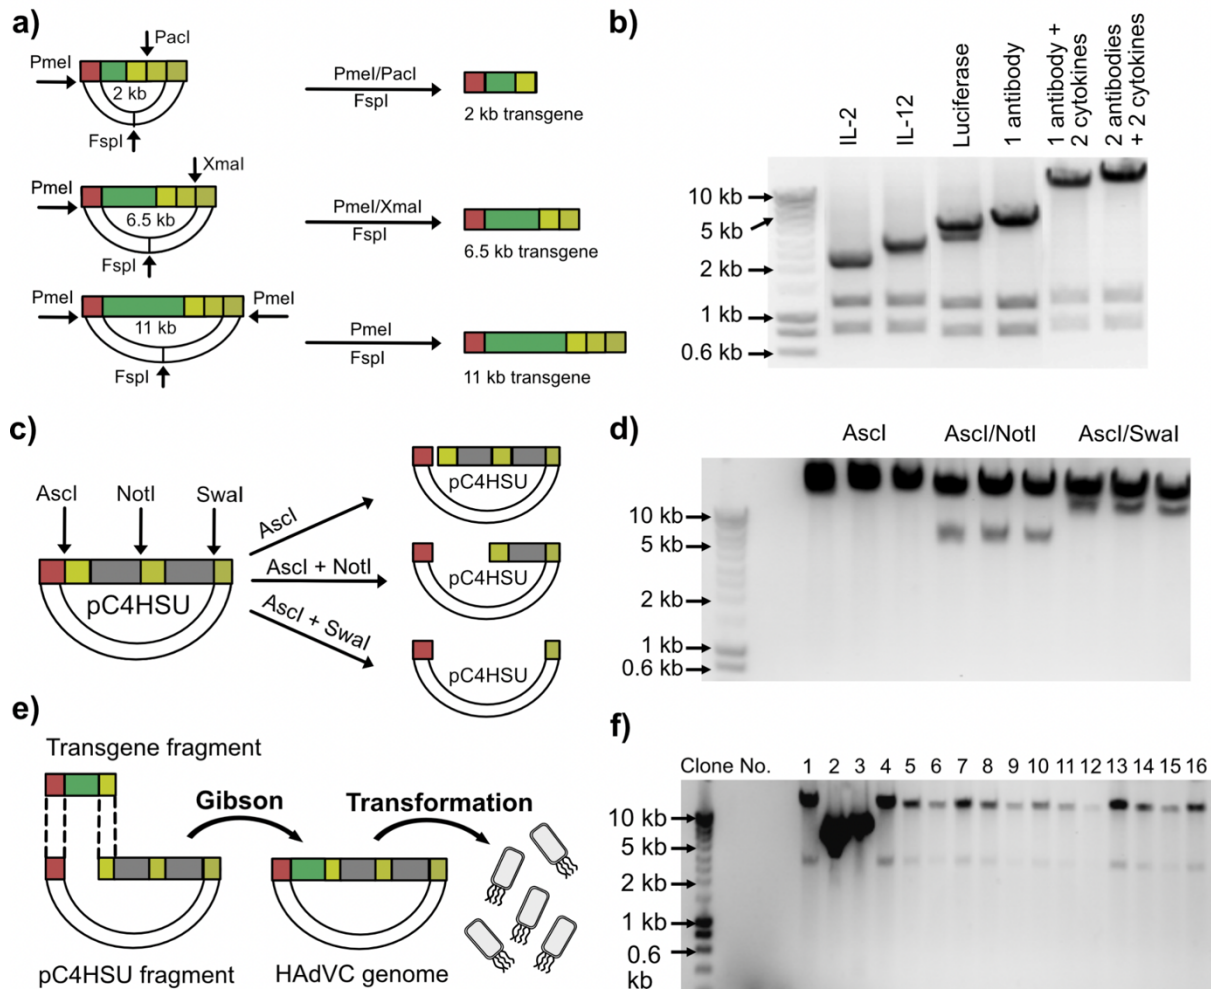 a)
PacI
PmeI
2 kb
FspI
PmeI/PacI
FspI
2 kb transgene
XmaI
PmeI
6.5 kb
FspI
PmeI/XmaI
FspI
6.5 kb transgene
PmeI
PmeI
11 kb
FspI
PmeI
FspI
11 kb transgene
b)
IL-2
IL-12
Luciferase
1 antibody
1 antibody +
2 cytokines
2 antibodies
+ 2 cytokines
10 kb
5 kb
2 kb
1 kb
0.6 kb
c)
AscI
NotI
SwaI
pC4HSU
AscI
AscI + NotI
AscI + SwaI
pC4HSU
pC4HSU
pC4HSU
d)
AscI
AscI/NotI
AscI/SwaI
10 kb
5 kb
2 kb
1 kb
0.6 kb
e)
Transgene fragment
Gibson
Transformation
pC4HSU fragment
HAdVC genome
f)
Clone No. 1 2 3 4 5 6 7 8 9 10 11 12 13 14 15 16
10 kb
5 kb
2 kb
1 kb
0.6
kb